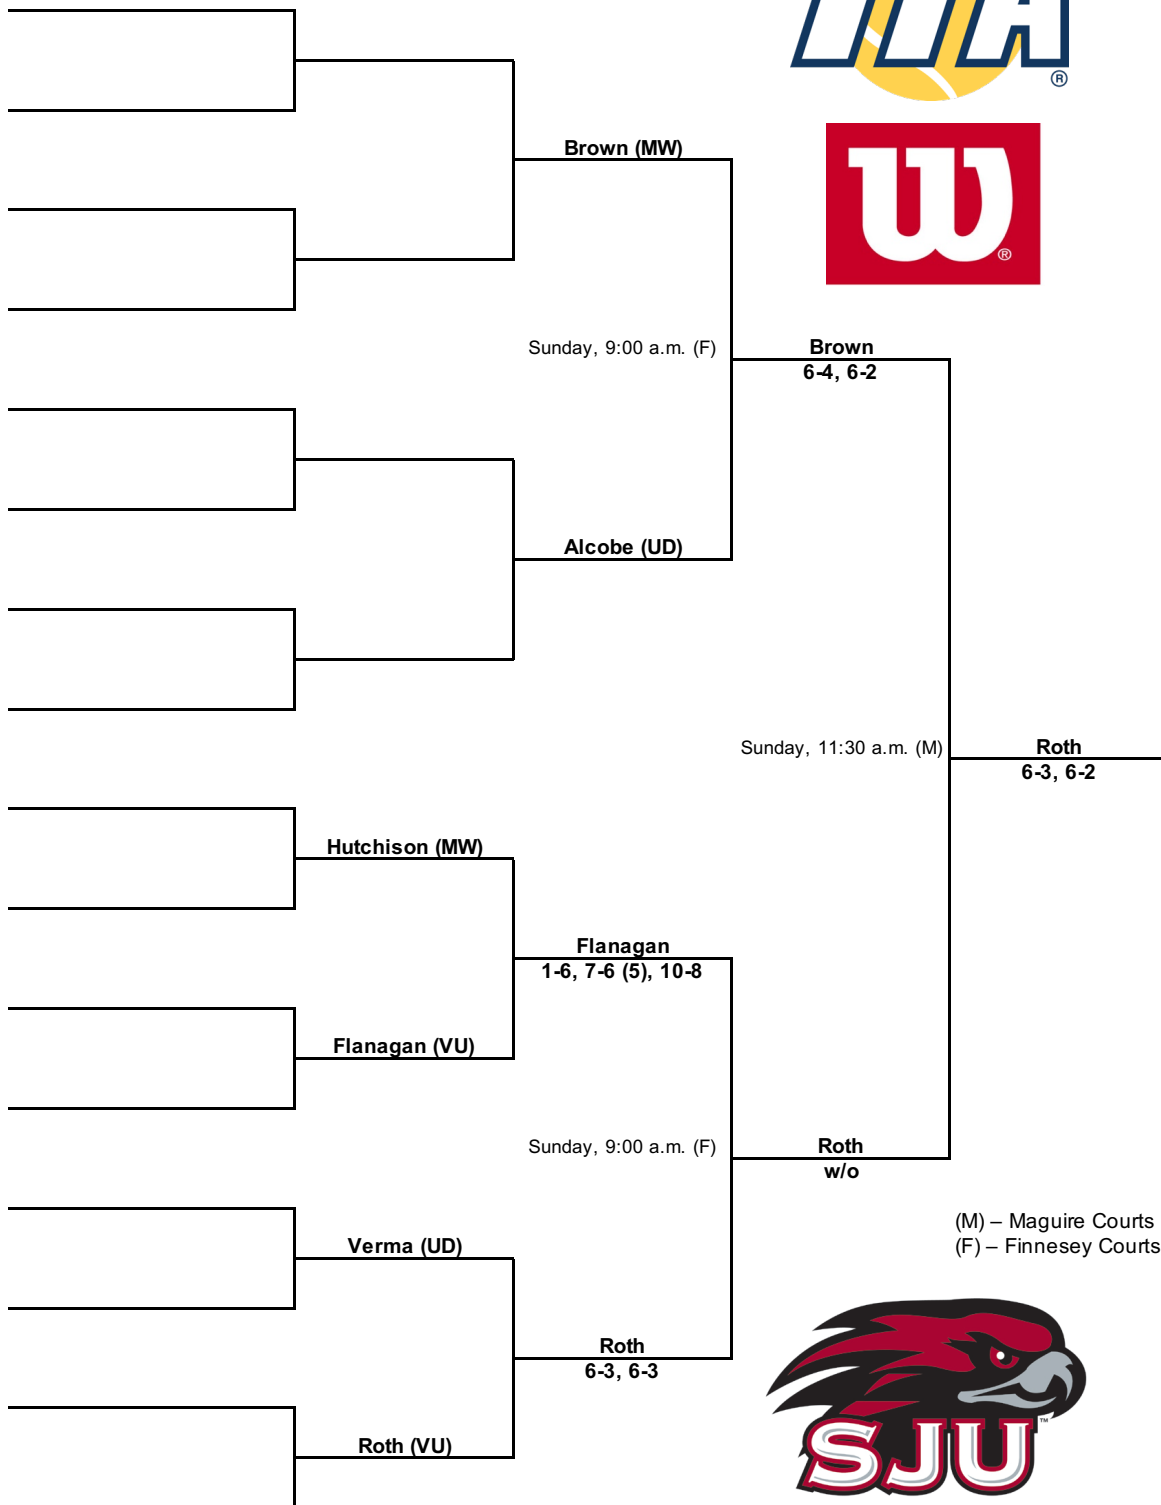 ITA
®
Brown (MW)
W
®
Sunday, 9:00 a.m. (F)
Brown
6-4, 6-2
Alcobe (UD)
Sunday, 11:30 a.m. (M)
Roth
6-3, 6-2
Hutchison (MW)
Flanagan
1-6, 7-6 (5), 10-8
Flanagan (VU)
Sunday, 9:00 a.m. (F)
Roth
w/o
(M) – Maguire Courts
(F) – Finnesey Courts
Verma (UD)
Roth
6-3, 6-3
Roth (VU)
SJU
™